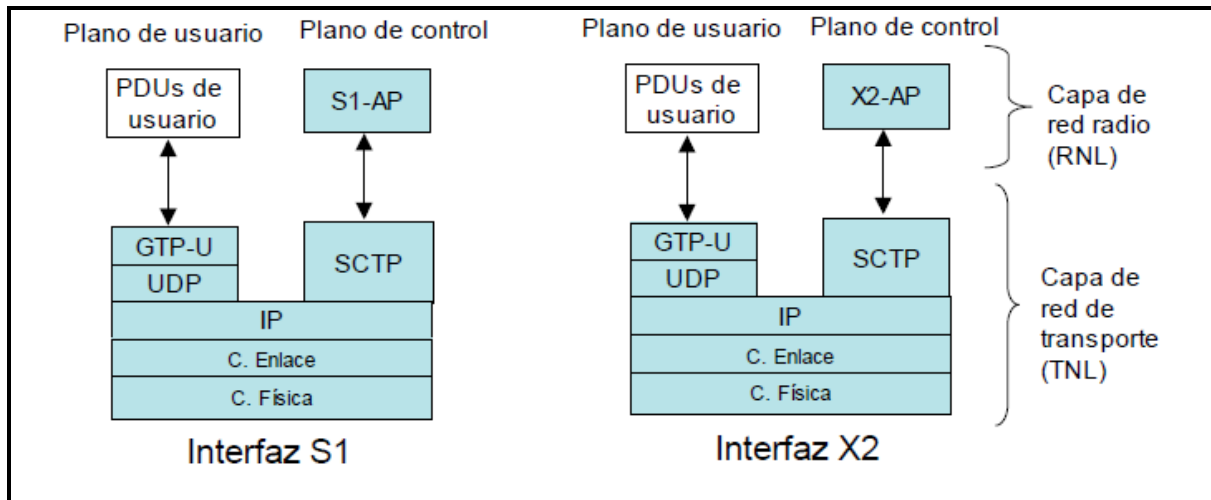 Plano de usuario
Plano de control
PDUs de
usuario
S1-AP
GTP-U
UDP
SCTP
IP
C. Enlace
C. Física
Interfaz S1
Plano de usuario
Plano de control
PDUs de
usuario
X2-AP
GTP-U
UDP
SCTP
IP
C. Enlace
C. Física
Interfaz X2
Capa de
red radio
(RNL)
Capa de
red de
transporte
(TNL)